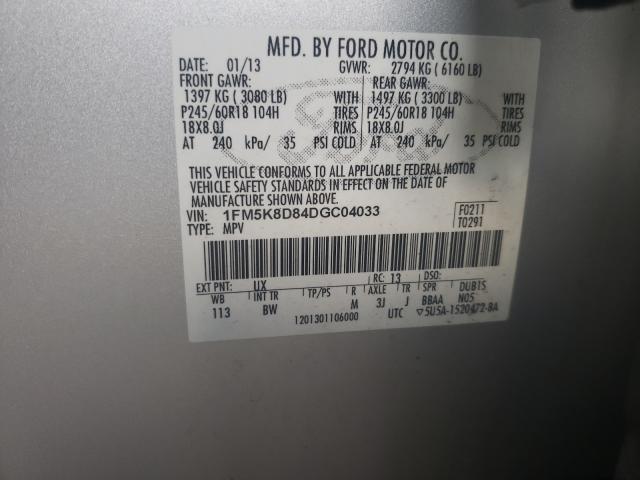 MFD. BY FORD MOTOR CO.
DATE: 01/13 GVWR: 2794 KG ( 6160 LB)
FRONT GAWR: REAR GAWR:
1397 KG ( 3080 LB) WITH 1497 KG ( 3300 LB) WITH
P245/60R18 104H TIRES P245/60R18 104H TIRES
18X8.0J RIMS 18X8.0J RIMS
AT 240 kPa/ 35 PSI COLD AT 240 kPa/ 35 PSI COLD
THIS VEHICLE CONFORMS TO ALL APPLICABLE FEDERAL MOTOR
VEHICLE SAFETY STANDARDS IN EFFECT ON THE DATE OF
MANUFACTURE SHOWN ABOVE.
VIN: 1FM5K8D84DGC04033 F0211
TYPE: MPV T0291
EXT PNT: UX RC: 13 DSO:
WB INT TR TP/PS R AXLE TR SPR DUB1S
113 BW M 3J J BBAA N05
1201301106000 UTC ▽5U5A-1520472-BA
Ford